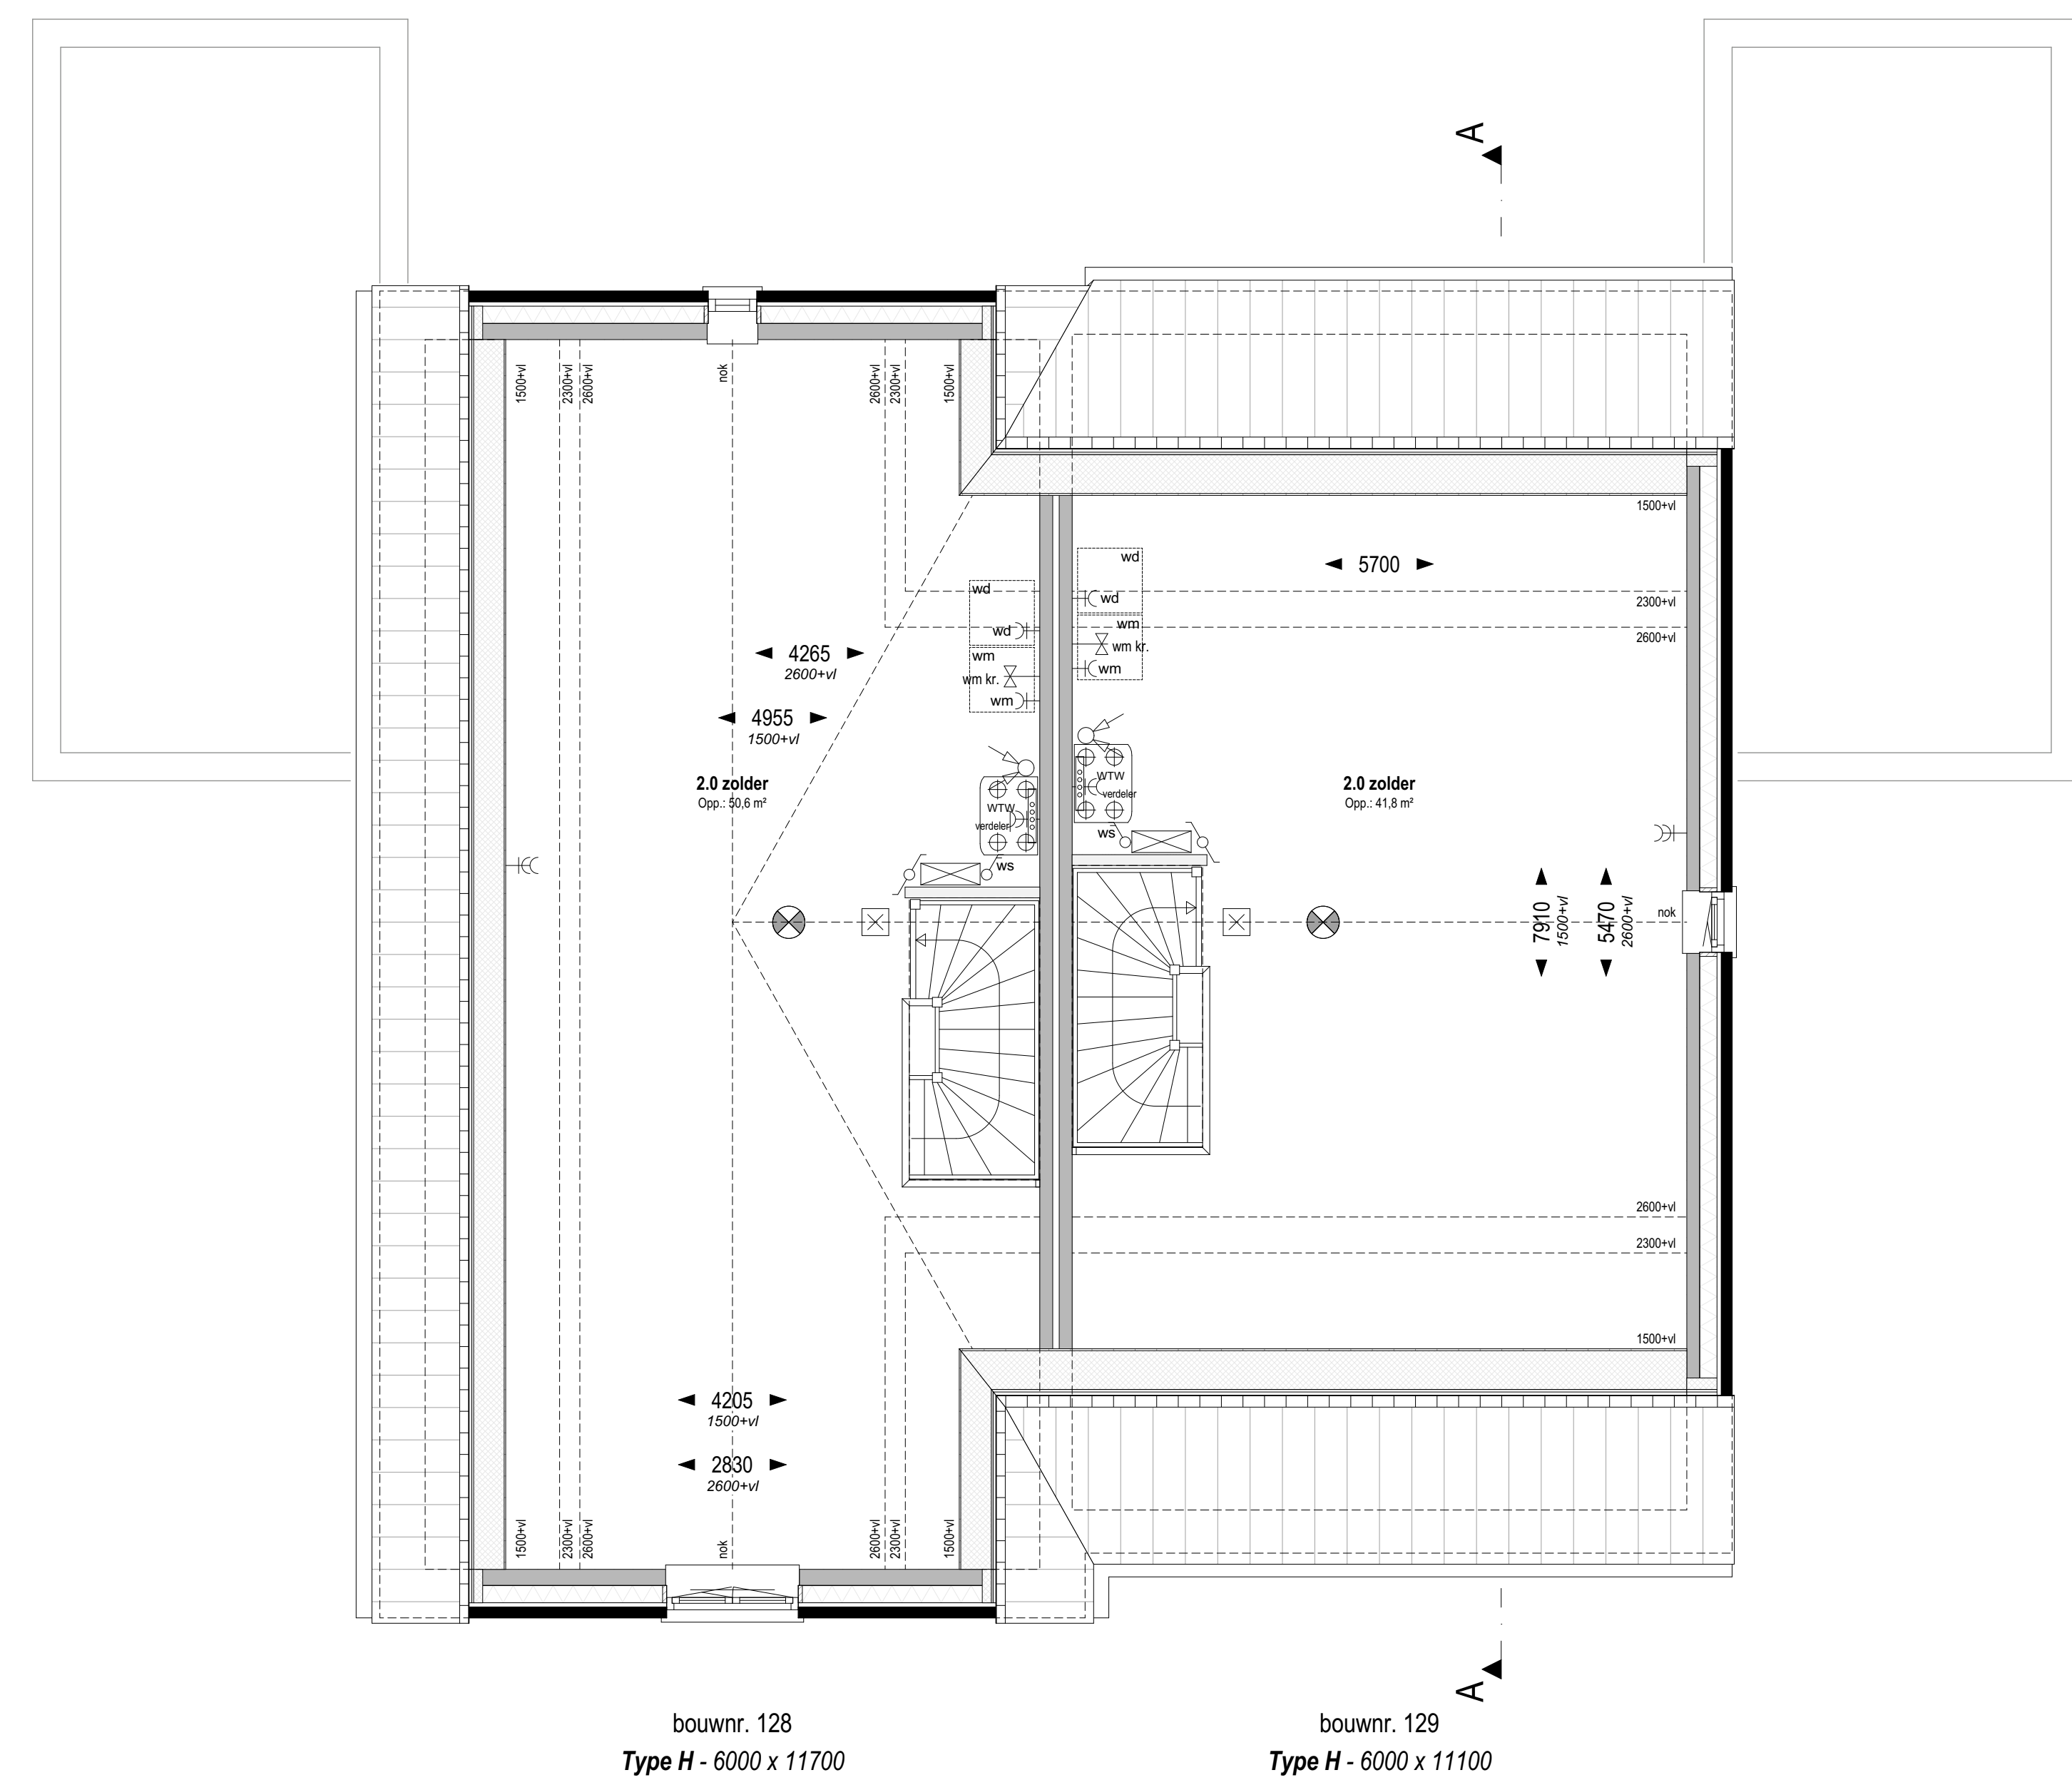 A
1500+vl
2300+vl
2600+vl
nok
2600+vl
2300+vl
1500+vl
1500+vl
5700
2300+vl
2600+vl
wd
wd
wm
wm kr.
wm
wd
wd
wm
wm kr.
wm
4265
2600+vl
4955
1500+vl
2.0 zolder
Opp.: 50,6 m²
2.0 zolder
Opp.: 41,8 m²
WTW
verdeler
ws
WTW
verdeler
ws
7910
1500+vl
5470
2600+vl
nok
2600+vl
2300+vl
1500+vl
4205
1500+vl
2830
2600+vl
1500+vl
2300+vl
2600+vl
nok
2600+vl
2300+vl
1500+vl
A
bouwnr. 128
Type H - 6000 x 11700
bouwnr. 129
Type H - 6000 x 11100